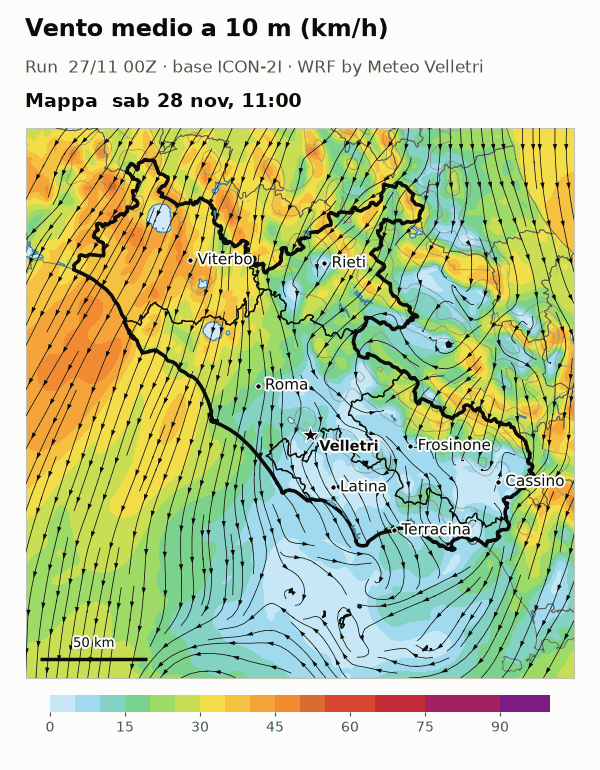 Vento medio a 10 m (km/h)
Run  27/11 00Z · base ICON-2I · WRF by Meteo Velletri
Mappa  sab 28 nov, 11:00
Viterbo
Rieti
Roma
Velletri
Frosinone
Cassino
Latina
Terracina
50 km
0 15 30 45 60 75 90